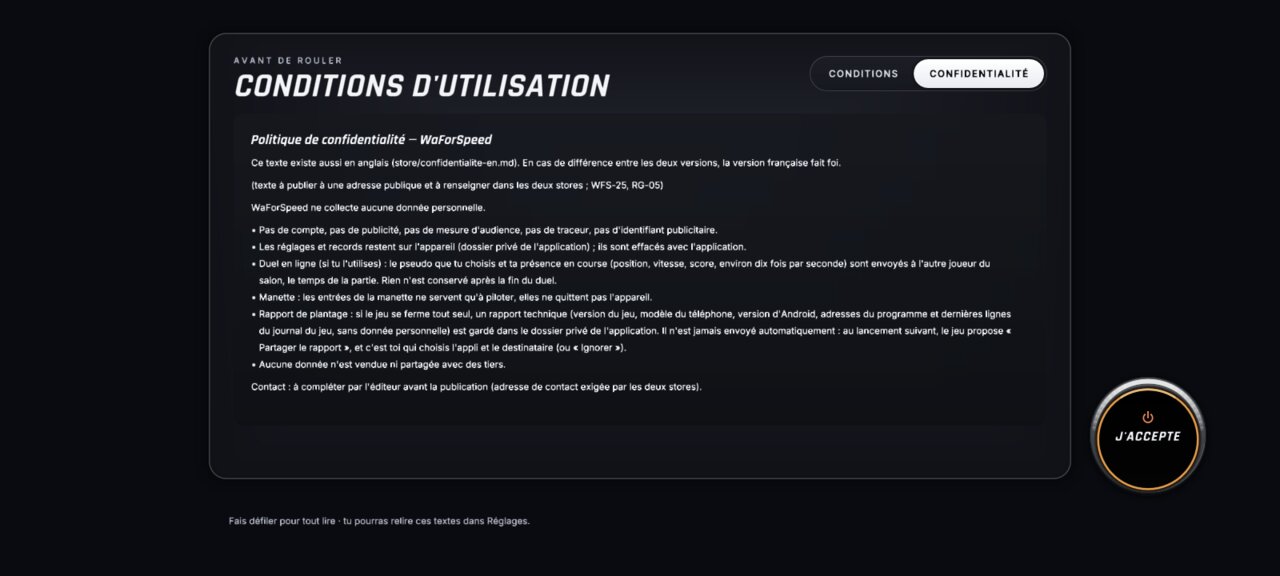 AVANT DE ROULER
CONDITIONS D'UTILISATION
CONDITIONS
CONFIDENTIALITÉ
Politique de confidentialité — WaForSpeed
Ce texte existe aussi en anglais (store/confidentialite-en.md). En cas de différence entre les deux versions, la version française fait foi.
(texte à publier à une adresse publique et à renseigner dans les deux stores ; WFS-25, RG-05)
WaForSpeed ne collecte aucune donnée personnelle.
• Pas de compte, pas de publicité, pas de mesure d'audience, pas de traceur, pas d'identifiant publicitaire.
• Les réglages et records restent sur l'appareil (dossier privé de l'application) ; ils sont effacés avec l'application.
• Duel en ligne (si tu l'utilises) : le pseudo que tu choisis et ta présence en course (position, vitesse, score, environ dix fois par seconde) sont envoyés à l'autre joueur du
salon, le temps de la partie. Rien n'est conservé après la fin du duel.
• Manette : les entrées de la manette ne servent qu'à piloter, elles ne quittent pas l'appareil.
• Rapport de plantage : si le jeu se ferme tout seul, un rapport technique (version du jeu, modèle du téléphone, version d'Android, adresses du programme et dernières lignes
du journal du jeu, sans donnée personnelle) est gardé dans le dossier privé de l'application. Il n'est jamais envoyé automatiquement : au lancement suivant, le jeu propose «
Partager le rapport », et c'est toi qui choisis l'appli et le destinataire (ou « Ignorer »).
• Aucune donnée n'est vendue ni partagée avec des tiers.
Contact : à compléter par l'éditeur avant la publication (adresse de contact exigée par les deux stores).
J'ACCEPTE
Fais défiler pour tout lire · tu pourras relire ces textes dans Réglages.